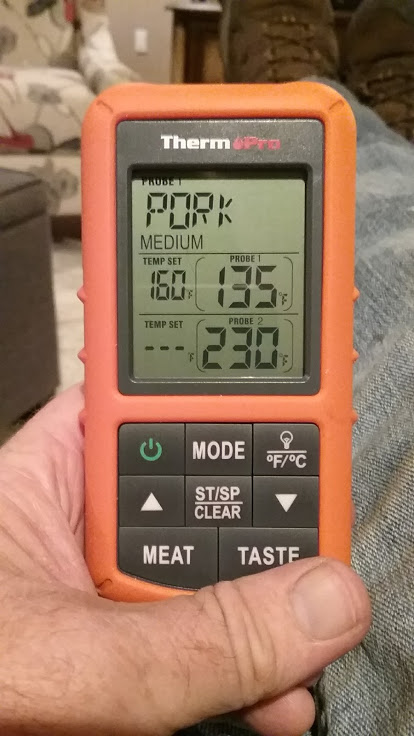 ThermoPro
PROBE 1
PORK
MEDIUM
TEMP SET
PROBE 1
160°F
135°F
TEMP SET
PROBE 2
---°F
230°F
MODE
°F/°C
ST/SP
CLEAR
MEAT
TASTE